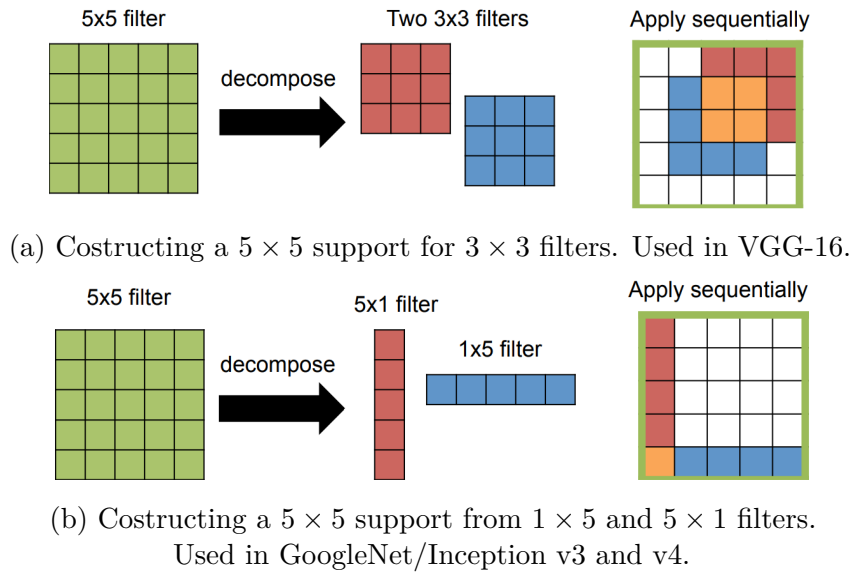 5x5 filter
Two 3x3 filters
Apply sequentially
decompose
(a) Costructing a 5 × 5 support for 3 × 3 filters. Used in VGG-16.
5x5 filter
5x1 filter
Apply sequentially
decompose
1x5 filter
(b) Costructing a 5 × 5 support from 1 × 5 and 5 × 1 filters.
Used in GoogleNet/Inception v3 and v4.